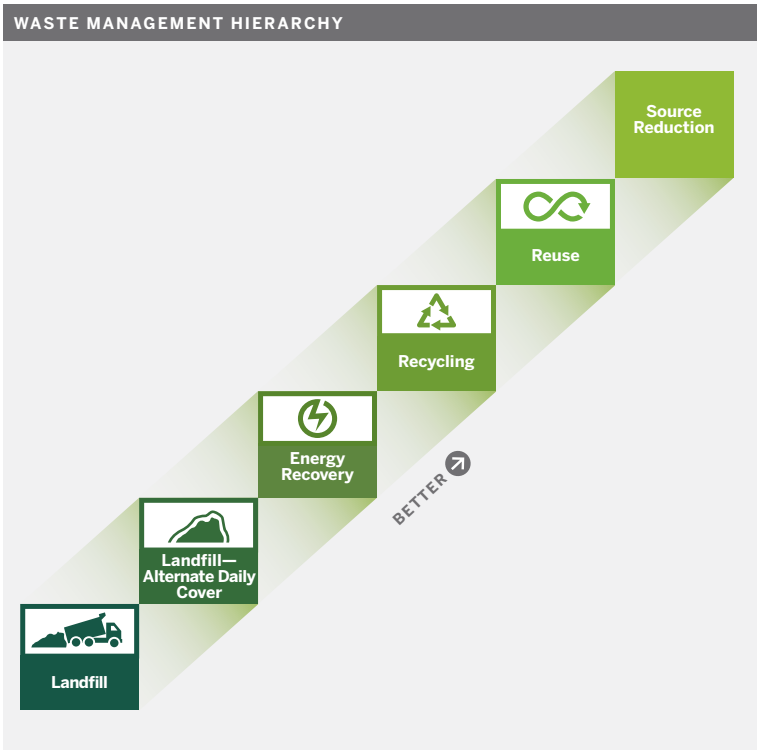 WASTE MANAGEMENT HIERARCHY
Source
Reduction
Reuse
Recycling
Energy
Recovery
BETTER
Landfill—
Alternate Daily
Cover
Landfill